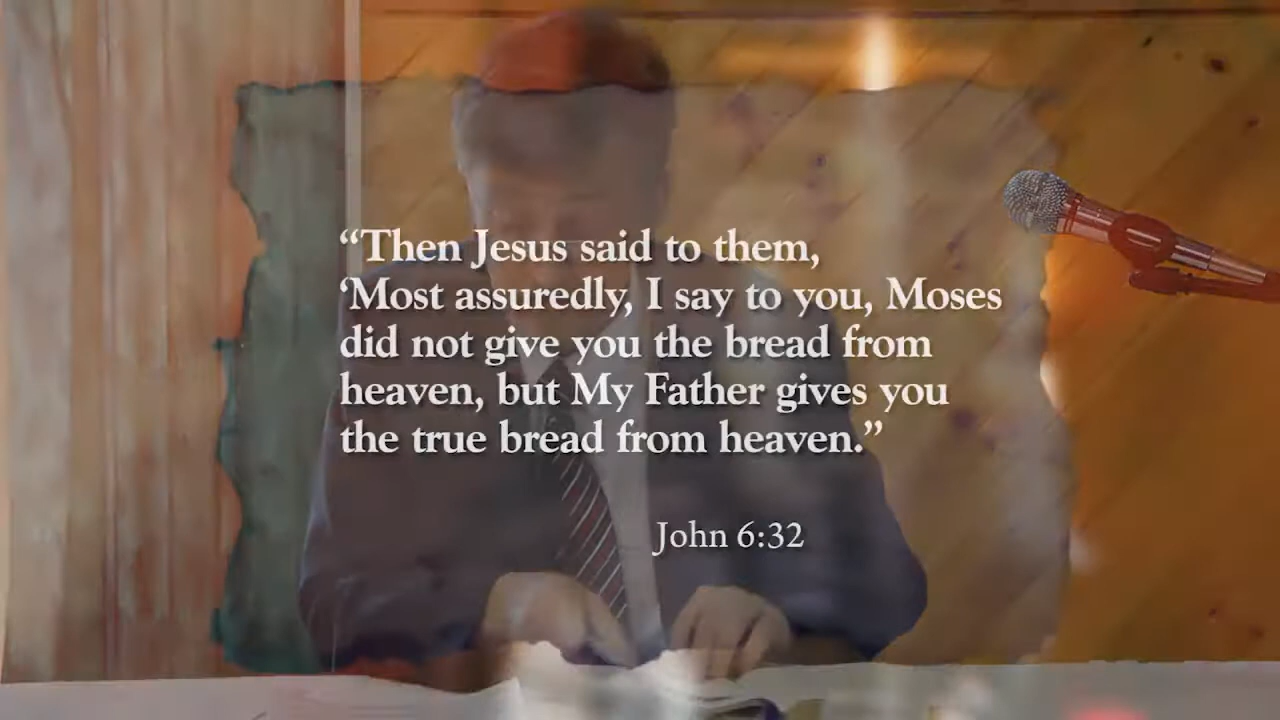 “Then Jesus said to them,
‘Most assuredly, I say to you, Moses
did not give you the bread from
heaven, but My Father gives you
the true bread from heaven.”
John 6:32